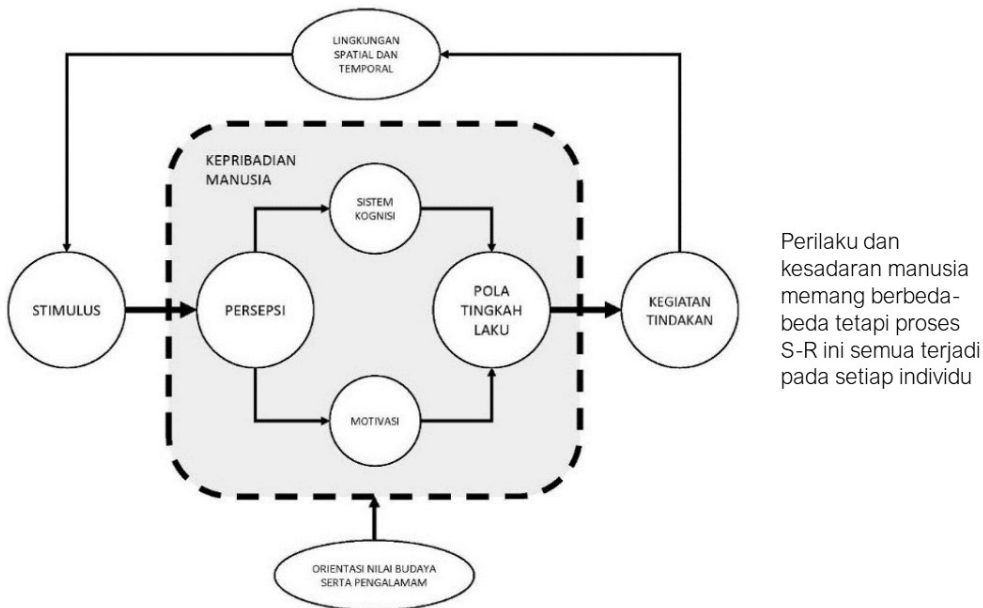 LINGKUNGAN
SPATIAL DAN
TEMPORAL
KEPRIBADIAN
MANUSIA
SISTEM
KOGNISI
STIMULUS
PERSEPSI
POLA
TINGKAH
LAKU
KEGIATAN
TINDAKAN
MOTIVASI
ORIENTASI NILAI BUDAYA
SERTA PENGALAMAM
Perilaku dan
kesadaran manusia
memang berbeda-
beda tetapi proses
S-R ini semua terjadi
pada setiap individu